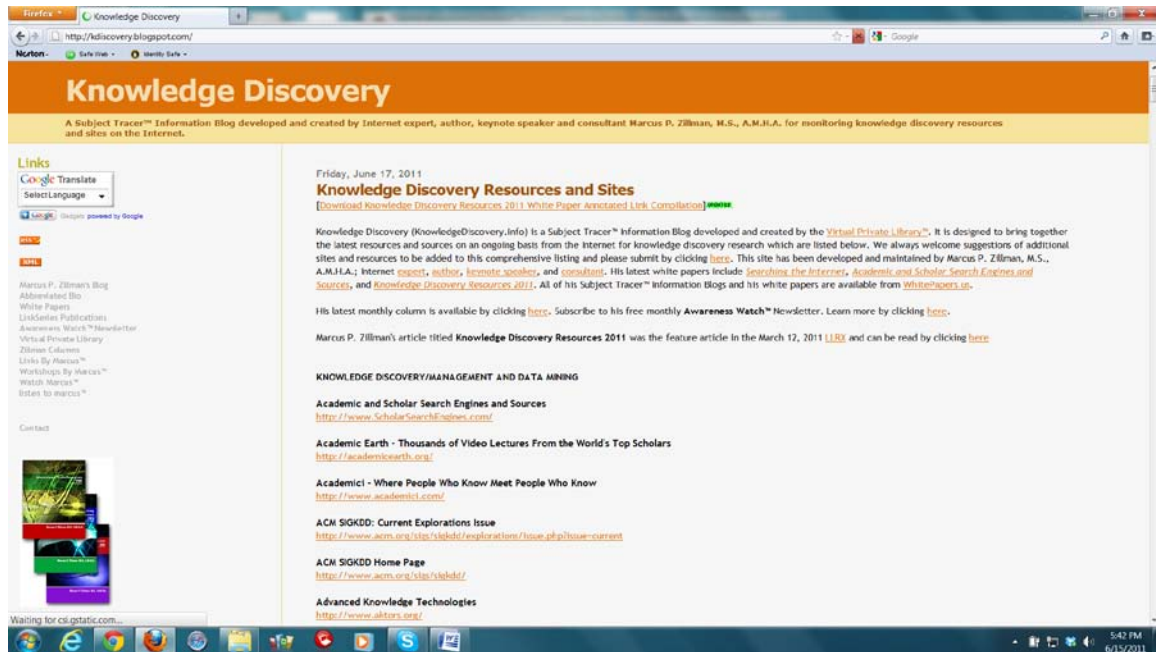 Firefox
Knowledge Discovery
http://kdiscovery.blogspot.com/
Google
Norton
Safe Web
Identity Safe
Knowledge Discovery
A Subject Tracer™ Information Blog developed and created by Internet expert, author, keynote speaker and consultant Marcus P. Zillman, M.S., A.M.H.A. for monitoring knowledge discovery resources
and sites on the Internet.
Links
Google Translate
Select Language
Google Gadgets powered by Google
RSS
XML
Marcus P. Zillman's Blog
Abbreviated Bio
White Papers
LinkSeries Publications
Awareness Watch™ Newsletter
Virtual Private Library
Zillman Columns
Links By Marcus™
Workshops By Marcus™
Watch Marcus™
listen to marcus™
Contact
Friday, June 17, 2011
Knowledge Discovery Resources and Sites
[Download Knowledge Discovery Resources 2011 White Paper Annotated Link Compilation]
Knowledge Discovery (KnowledgeDiscovery.info) is a Subject Tracer™ Information Blog developed and created by the Virtual Private Library™. It is designed to bring together
the latest resources and sources on an ongoing basis from the Internet for knowledge discovery research which are listed below. We always welcome suggestions of additional
sites and resources to be added to this comprehensive listing and please submit by clicking here. This site has been developed and maintained by Marcus P. Zillman, M.S.,
A.M.H.A.; Internet expert, author, keynote speaker, and consultant. His latest white papers include Searching the Internet, Academic and Scholar Search Engines and
Sources, and Knowledge Discovery Resources 2011. All of his Subject Tracer™ Information Blogs and his white papers are available from WhitePapers.us.
His latest monthly column is available by clicking here. Subscribe to his free monthly Awareness Watch™ Newsletter. Learn more by clicking here.
Marcus P. Zillman's article titled Knowledge Discovery Resources 2011 was the feature article in the March 12, 2011 LLRX and can be read by clicking here
KNOWLEDGE DISCOVERY/MANAGEMENT AND DATA MINING
Academic and Scholar Search Engines and Sources
http://www.ScholarSearchEngines.com/
Academic Earth - Thousands of Video Lectures From the World's Top Scholars
http://academicearth.org/
Academici - Where People Who Know Meet People Who Know
http://www.academici.com/
ACM SIGKDD: Current Explorations Issue
http://www.acm.org/sigs/sigkdd/explorations/issue.php?issue=current
ACM SIGKDD Home Page
http://www.acm.org/sigs/sigkdd/
Advanced Knowledge Technologies
http://www.aktors.org/
Waiting for csi.gstatic.com...
5:42 PM
6/15/2011